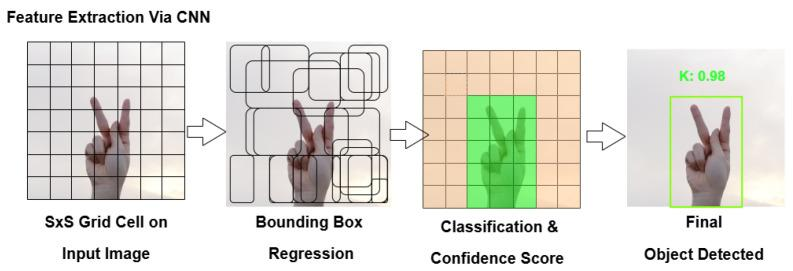 Feature Extraction Via CNN
K: 0.98
SxS Grid Cell on
Input Image
Bounding Box
Regression
Classification &
Confidence Score
Final
Object Detected